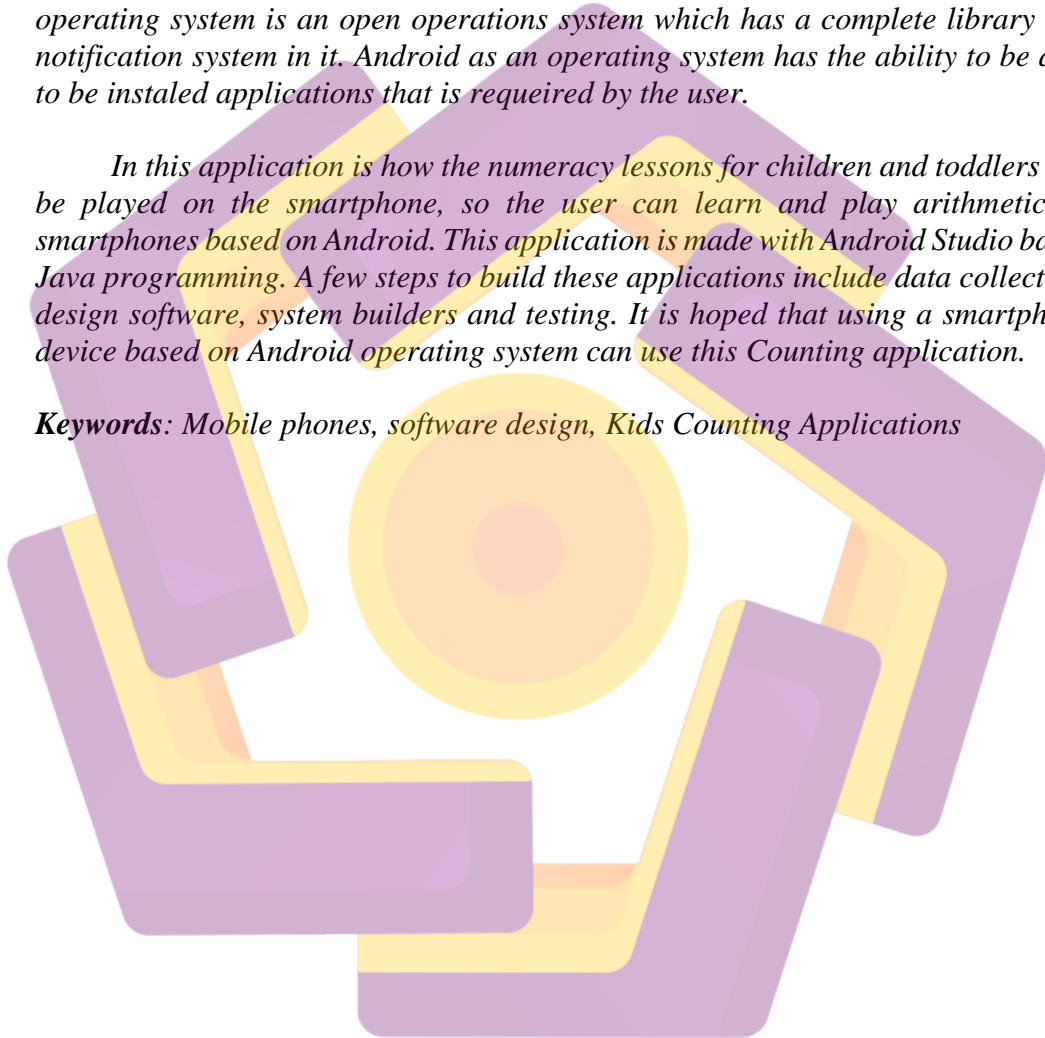 operating system is an open operations system which has a complete library
notification system in it. Android as an operating system has the ability to be
to be instaled applications that is requeired by the user.
In this application is how the numeracy lessons for children and toddlers
be played on the smartphone, so the user can learn and play arithmetic
smartphones based on Android. This application is made with Android Studio ba
Java programming. A few steps to build these applications include data collect
design software, system builders and testing. It is hoped that using a smartph
device based on Android operating system can use this Counting application.
Keywords: Mobile phones, software design, Kids Counting Applications